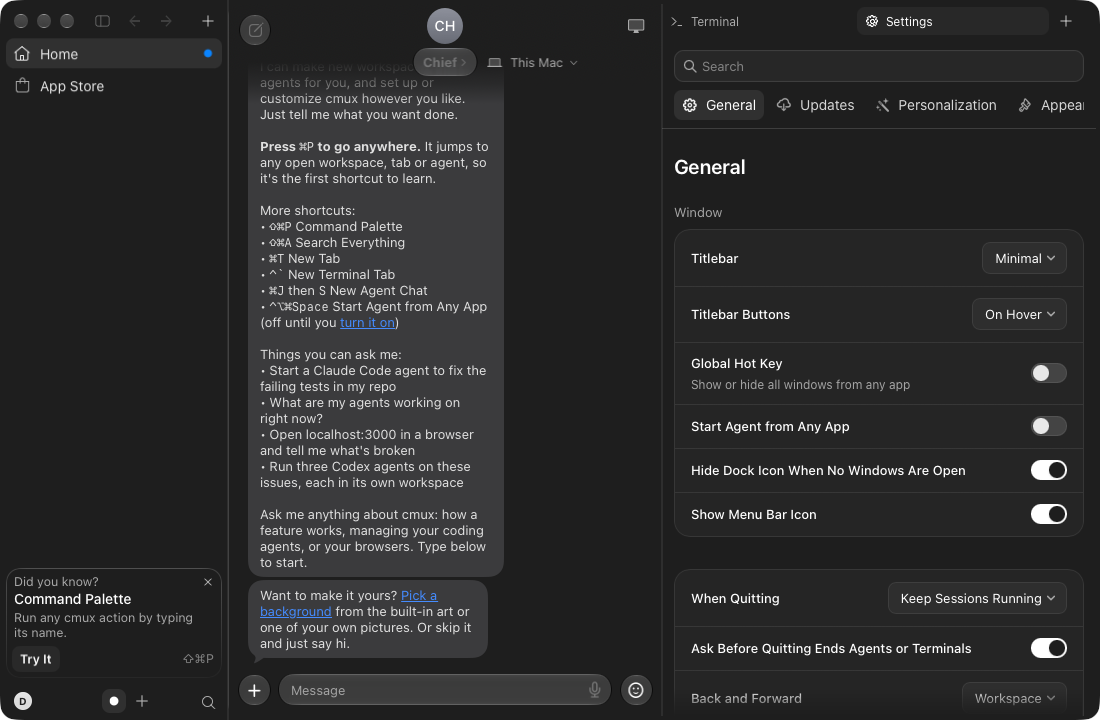 Home
App Store
Did you know?
Command Palette
Run any cmux action by typing
its name.
Try It
⇧⌘P
D
CH
Chief
This Mac
I can make new workspac
agents for you, and set up or
customize cmux however you like.
Just tell me what you want done.
Press ⌘P to go anywhere. It jumps to
any open workspace, tab or agent, so
it's the first shortcut to learn.
More shortcuts:
• ⇧⌘P Command Palette
• ⇧⌘A Search Everything
• ⌘T New Tab
• ^` New Terminal Tab
• ⌘J then S New Agent Chat
• ^⌥⌘Space Start Agent from Any App
(off until you turn it on)
Things you can ask me:
• Start a Claude Code agent to fix the
failing tests in my repo
• What are my agents working on
right now?
• Open localhost:3000 in a browser
and tell me what's broken
• Run three Codex agents on these
issues, each in its own workspace
Ask me anything about cmux: how a
feature works, managing your coding
agents, or your browsers. Type below
to start.
Want to make it yours? Pick a
background from the built-in art or
one of your own pictures. Or skip it
and just say hi.
Message
Terminal
Settings
Search
General
Updates
Personalization
Appear
General
Window
Titlebar
Minimal
Titlebar Buttons
On Hover
Global Hot Key
Show or hide all windows from any app
Start Agent from Any App
Hide Dock Icon When No Windows Are Open
Show Menu Bar Icon
When Quitting
Keep Sessions Running
Ask Before Quitting Ends Agents or Terminals
Back and Forward
Workspace